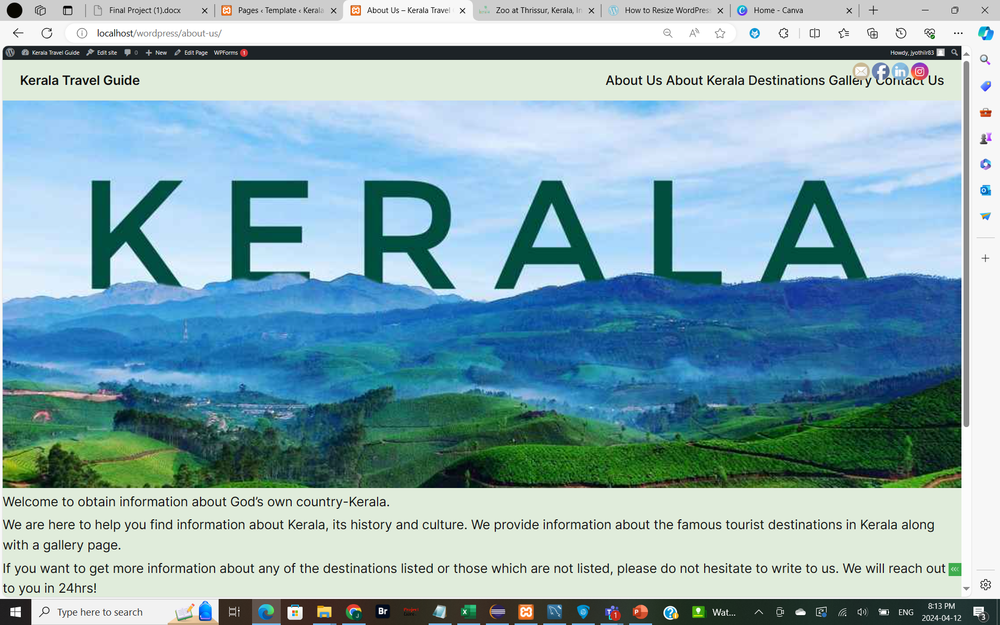 Final Project (1).docx
Pages ‹ Template ‹ Kerala
About Us – Kerala Travel
Zoo at Thrissur, Kerala, In
How to Resize WordPress
Home - Canva
localhost/wordpress/about-us/
Kerala Travel Guide
Edit site
0
New
Edit Page
WPForms 1
Howdy, jyothilr83
Kerala Travel Guide
About Us About Kerala Destinations Gallery Contact Us
KERALA
Welcome to obtain information about God’s own country-Kerala.
We are here to help you find information about Kerala, its history and culture. We provide information about the famous tourist destinations in Kerala along
with a gallery page.
If you want to get more information about any of the destinations listed or those which are not listed, please do not hesitate to write to us. We will reach out
to you in 24hrs!
Type here to search
Br
Project
1
Wat...
ENG
8:13 PM
2024-04-12
3